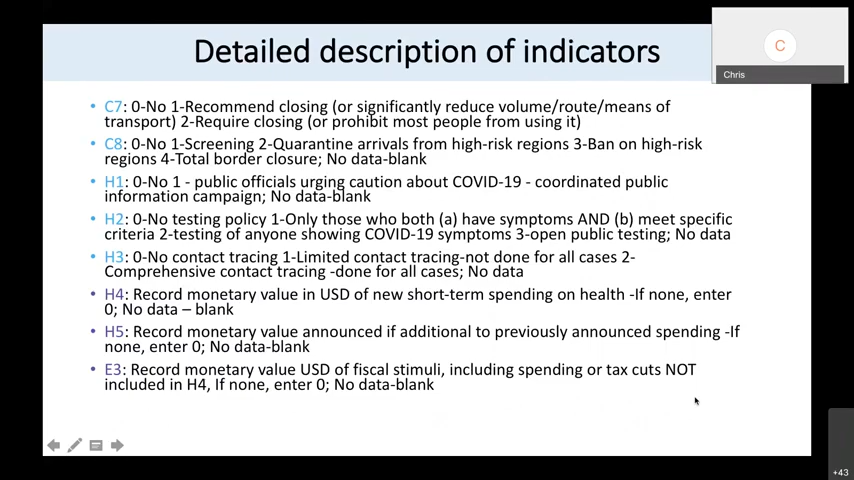 Detailed description of indicators
C
Chris
• C7: 0-No 1-Recommend closing (or significantly reduce volume/route/means of
transport) 2-Require closing (or prohibit most people from using it)
• C8: 0-No 1-Screening 2-Quarantine arrivals from high-risk regions 3-Ban on high-risk
regions 4-Total border closure; No data-blank
• H1: 0-No 1 - public officials urging caution about COVID-19 - coordinated public
information campaign; No data-blank
• H2: 0-No testing policy 1-Only those who both (a) have symptoms AND (b) meet specific
criteria 2-testing of anyone showing COVID-19 symptoms 3-open public testing; No data
• H3: 0-No contact tracing 1-Limited contact tracing-not done for all cases 2-
Comprehensive contact tracing -done for all cases; No data
• H4: Record monetary value in USD of new short-term spending on health -If none, enter
0; No data – blank
• H5: Record monetary value announced if additional to previously announced spending -If
none, enter 0; No data-blank
• E3: Record monetary value USD of fiscal stimuli, including spending or tax cuts NOT
included in H4, If none, enter 0; No data-blank
+43